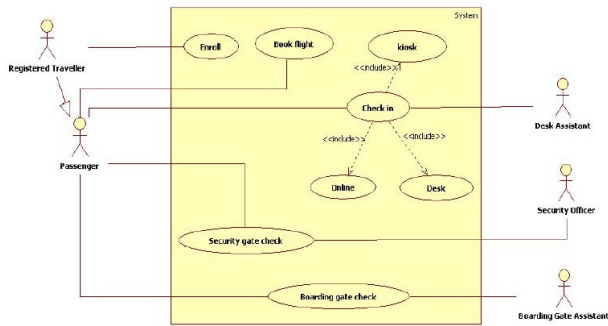 System
Enroll
Book flight
kiosk
Registered Traveller
<<include>>
Check in
Desk Assistant
<<include>>
<<include>>
Passenger
Online
Desk
Security Officer
Security gate check
Boarding gate check
Boarding Gate Assistant